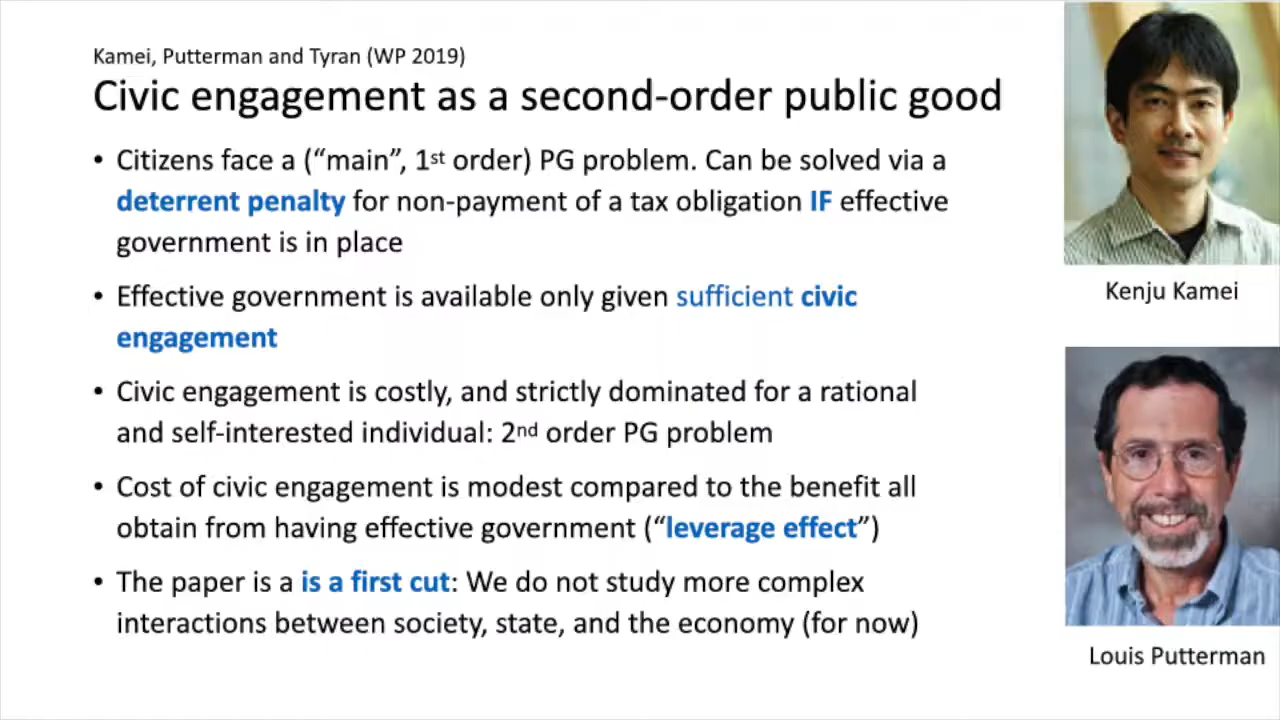 Kamei, Putterman and Tyran (WP 2019)
Civic engagement as a second-order public good
• Citizens face a (“main”, 1st order) PG problem. Can be solved via a
deterrent penalty for non-payment of a tax obligation IF effective
government is in place
• Effective government is available only given sufficient civic
engagement
• Civic engagement is costly, and strictly dominated for a rational
and self-interested individual: 2nd order PG problem
• Cost of civic engagement is modest compared to the benefit all
obtain from having effective government (“leverage effect”)
• The paper is a is a first cut: We do not study more complex
interactions between society, state, and the economy (for now)
Kenju Kamei
Louis Putterman